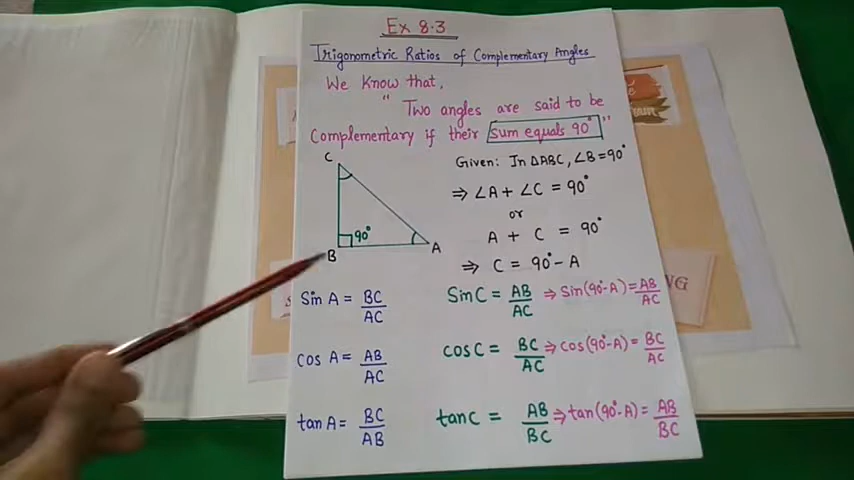 Ex 8.3
Trigonometric Ratios of Complementary Angles
We Know that,
" Two angles are said to be
Complementary if their sum equals 90° "
C
Given: In ΔABC, ∠B=90°
⇒ ∠A + ∠C = 90°
or
90°
A + C = 90°
B
A
⇒ C = 90° - A
Sin A = BC/AC
Sin C = AB/AC ⇒ Sin(90°-A) = AB/AC
Cos A = AB/AC
Cos C = BC/AC ⇒ Cos(90°-A) = BC/AC
tan A = BC/AB
tan C = AB/BC ⇒ tan(90°-A) = AB/BC